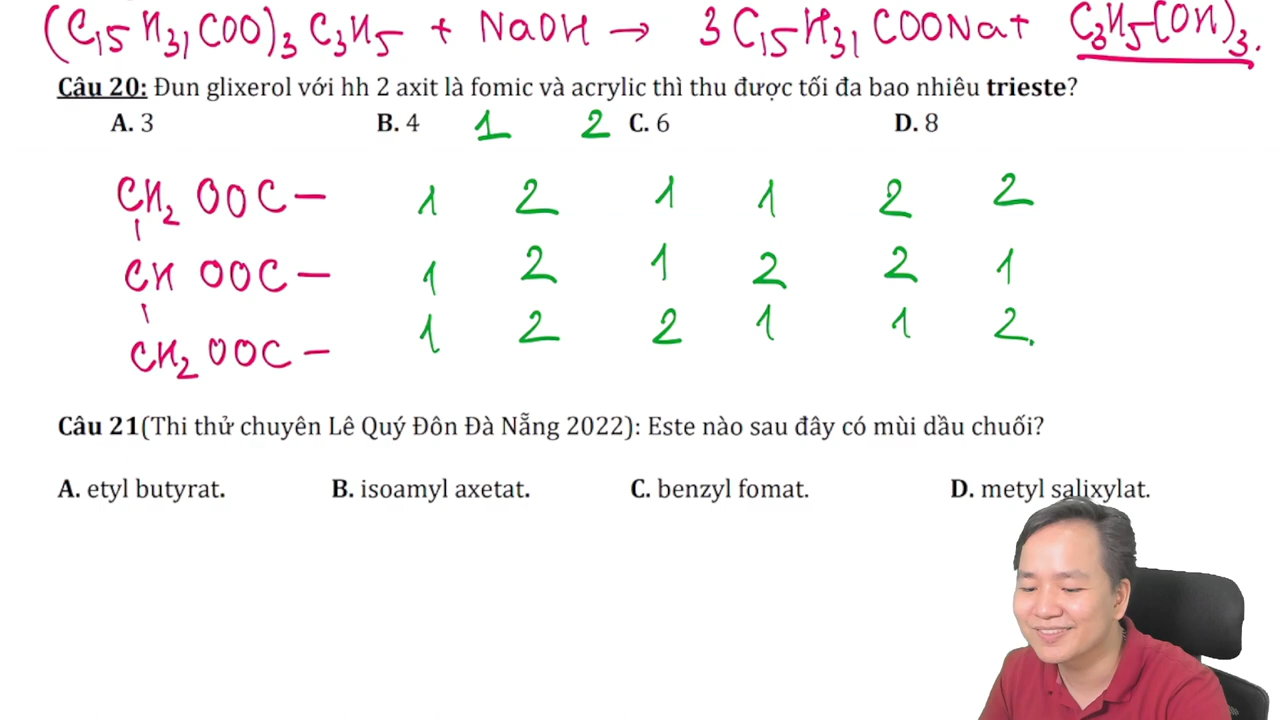 (C₁₅H₃₁COO)₃C₃H₅ + NaOH → 3C₁₅H₃₁COONa + C₃H₅(OH)₃.
Câu 20: Đun glixerol với hh 2 axit là fomic và acrylic thì thu được tối đa bao nhiêu trieste?
A. 3 B. 4 1 2 C. 6 D. 8
CH₂OOC— 1 2 1 1 2 2
CHOOC— 1 2 1 2 2 1
CH₂OOC— 1 2 2 1 1 2.
Câu 21(Thi thử chuyên Lê Quý Đôn Đà Nẵng 2022): Este nào sau đây có mùi dầu chuối?
A. etyl butyrat. B. isoamyl axetat. C. benzyl fomat. D. metyl salixylat.